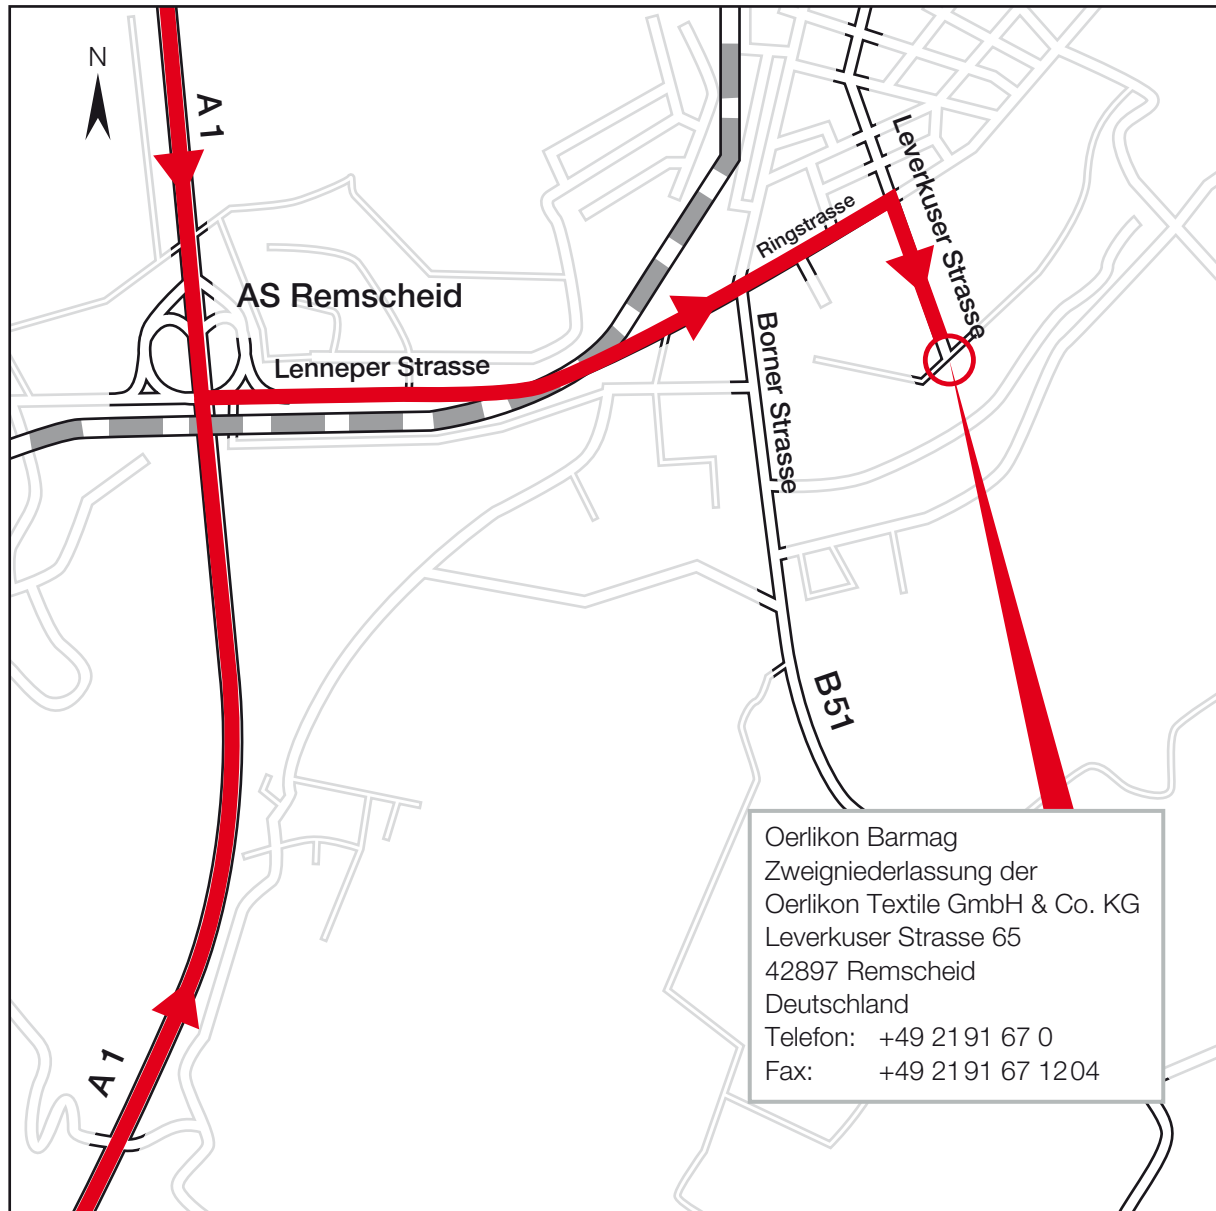 N
A 1
Leverkuser Strasse
Ringstrasse
AS Remscheid
Lenneper Strasse
Borner Strasse
B51
A 1
Oerlikon Barmag
Zweigniederlassung der
Oerlikon Textile GmbH & Co. KG
Leverkuser Strasse 65
42897 Remscheid
Deutschland
Telefon: +49 2191 67 0
Fax: +49 2191 67 1204